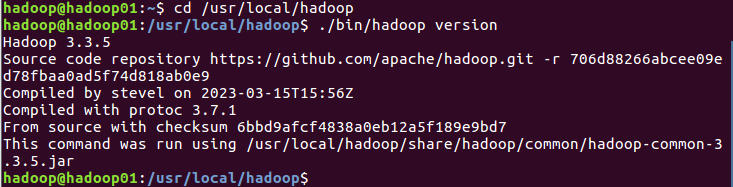 hadoop@hadoop01:~$ cd /usr/local/hadoop
hadoop@hadoop01:/usr/local/hadoop$ ./bin/hadoop version
Hadoop 3.3.5
Source code repository https://github.com/apache/hadoop.git -r 706d88266abcee09e
d78fbaa0ad5f74d818ab0e9
Compiled by stevel on 2023-03-15T15:56Z
Compiled with protoc 3.7.1
From source with checksum 6bbd9afcf4838a0eb12a5f189e9bd7
This command was run using /usr/local/hadoop/share/hadoop/common/hadoop-common-3
.3.5.jar
hadoop@hadoop01:/usr/local/hadoop$